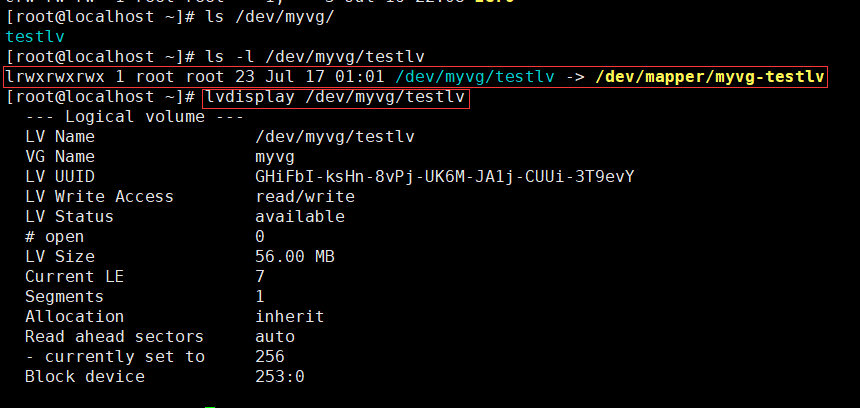 [root@localhost ~]# ls /dev/myvg/
testlv
[root@localhost ~]# ls -l /dev/myvg/testlv
lrwxrwxrwx 1 root root 23 Jul 17 01:01 /dev/myvg/testlv -> /dev/mapper/myvg-testlv
[root@localhost ~]# lvdisplay /dev/myvg/testlv
--- Logical volume ---
LV Name /dev/myvg/testlv
VG Name myvg
LV UUID GHiFbI-ksHn-8vPj-UK6M-JA1j-CUUi-3T9evY
LV Write Access read/write
LV Status available
# open 0
LV Size 56.00 MB
Current LE 7
Segments 1
Allocation inherit
Read ahead sectors auto
- currently set to 256
Block device 253:0